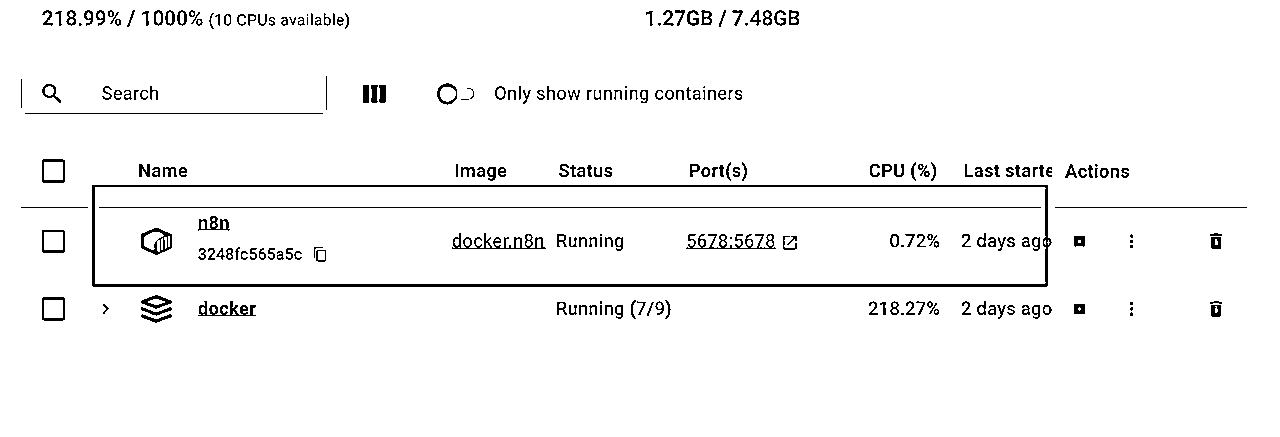 218.99% / 1000% (10 CPUs available) 1.27GB / 7.48GB
Search Only show running containers
Name Image Status Port(s) CPU (%) Last starte Actions
n8n
docker.n8n Running 5678:5678 0.72% 2 days ago
3248fc565a5c
docker Running (7/9) 218.27% 2 days ago